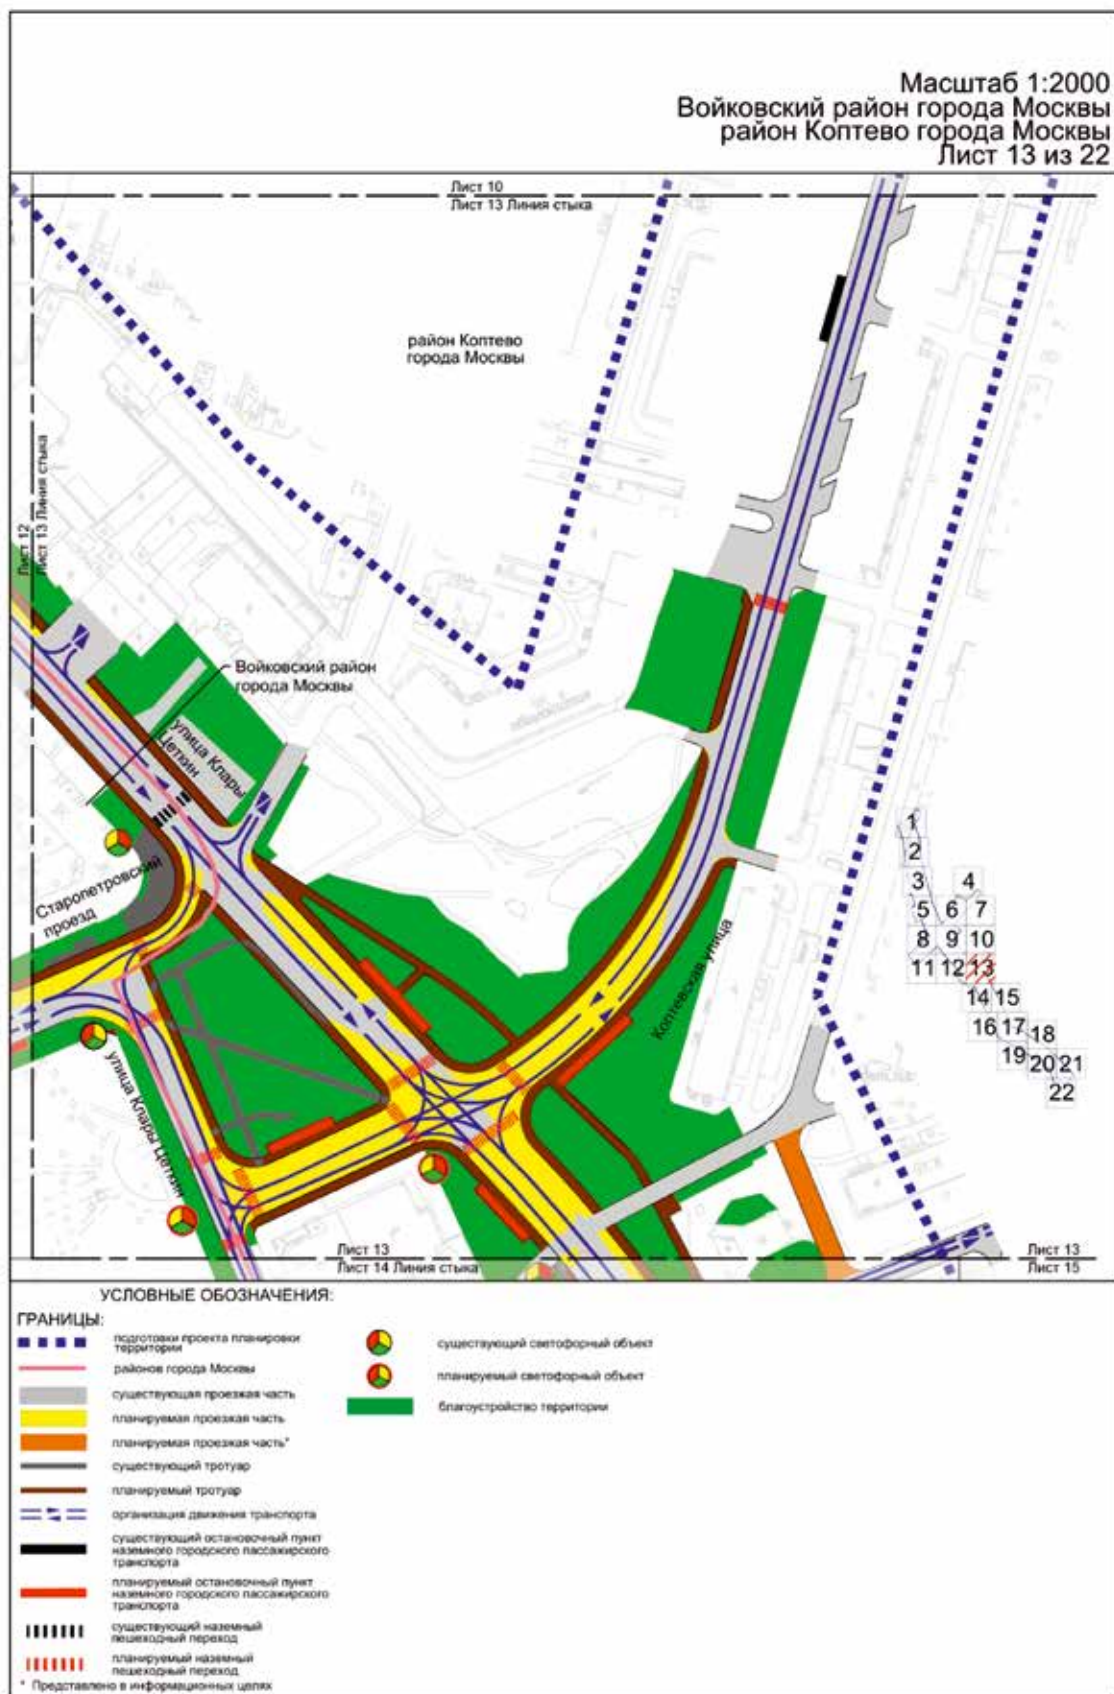 Масштаб 1:2000
Войковский район города Москвы
район Коптево города Москвы
Лист 13 из 22
Лист 10
Лист 13 Линия стыка
район Коптево
города Москвы
Лист 12
Лист 13 Линия стыка
Войковский район
города Москвы
улица Клары
Цеткин
Старопетровский
проезд
Коптевская улица
улица Клары Цеткин
1
2
3 4
5 6 7
8 9 10
11 12 13
14 15
16 17 18
19 20 21
22
Лист 13
Лист 14 Линия стыка
Лист 13
Лист 15
УСЛОВНЫЕ ОБОЗНАЧЕНИЯ:
ГРАНИЦЫ:
подготовки проекта планировки
территории
районов города Москвы
существующая проезжая часть
планируемая проезжая часть
планируемая проезжая часть*
существующий тротуар
планируемый тротуар
организация движения транспорта
существующий остановочный пункт
наземного городского пассажирского
транспорта
планируемый остановочный пункт
наземного городского пассажирского
транспорта
существующий наземный
пешеходный переход
планируемый наземный
пешеходный переход
* Представлено в информационных целях
существующий светофорный объект
планируемый светофорный объект
благоустройство территории